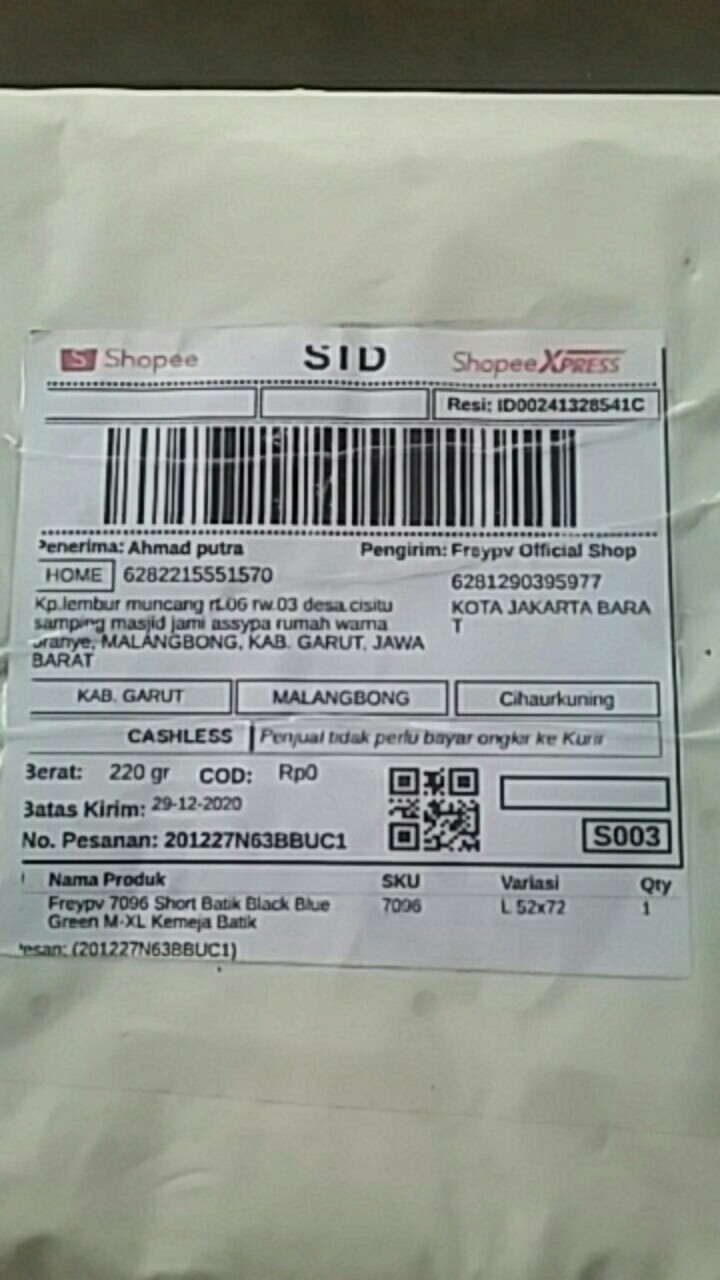 S Shopee STD Shopee XPRESS
Resi: ID00241328541C
Penerima: Ahmad putra Pengirim: Freypv Official Shop
HOME 6282215551570 6281290395977
Kp.lembur muncang rt.06 rw.03 desa.cisitu
samping masjid jami assypa rumah warna
oranye, MALANGBONG, KAB. GARUT, JAWA
BARAT
KOTA JAKARTA BARA
T
KAB. GARUT MALANGBONG Cihaurkuning
CASHLESS Penjual tidak perlu bayar ongkir ke Kurir
Berat: 220 gr COD: Rp0
Batas Kirim: 29-12-2020
No. Pesanan: 201227N63BBUC1
S003
Nama Produk SKU Variasi Qty
Freypv 7096 Short Batik Black Blue 7096 L 52x72 1
Green M-XL Kemeja Batik
esan: (201227N63BBUC1)